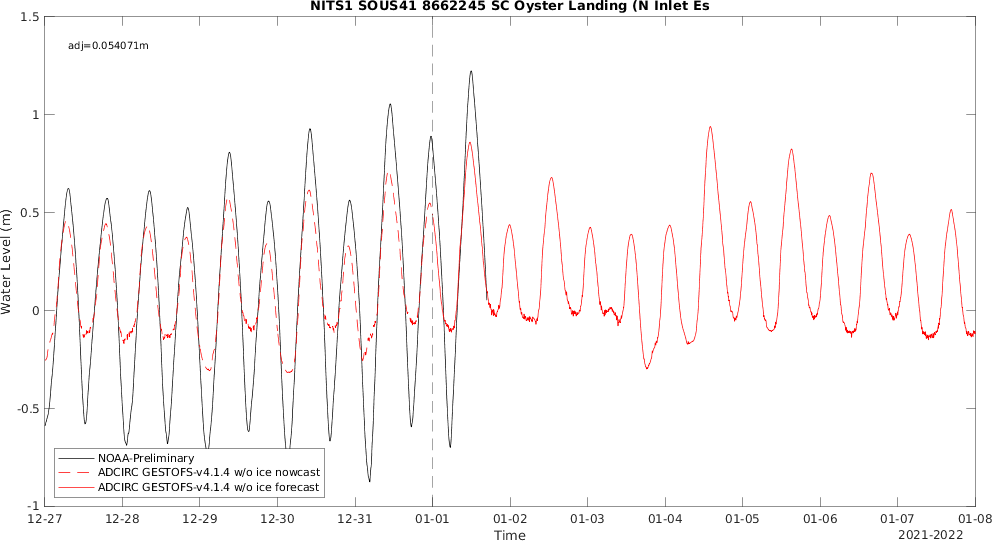 NITS1 SOUS41 8662245 SC Oyster Landing (N Inlet Es
adj=0.054071m
1.5
1
0.5
0
-0.5
-1
Water Level (m)
NOAA-Preliminary
ADCIRC GESTOFS-v4.1.4 w/o ice nowcast
ADCIRC GESTOFS-v4.1.4 w/o ice forecast
12-27 12-28 12-29 12-30 12-31 01-01 01-02 01-03 01-04 01-05 01-06 01-07 01-08
Time
2021-2022